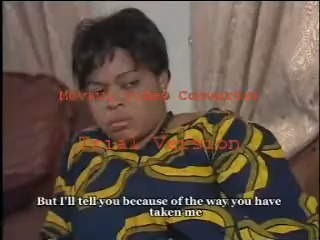 Movavi Video Converter
Trial Version
But I'll tell you because of the way you have
taken me